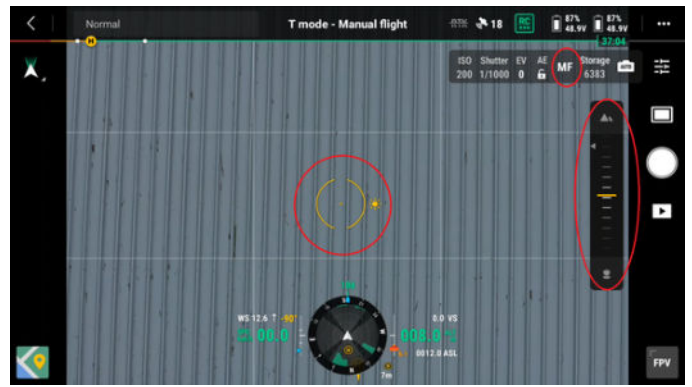 Normal
T mode - Manual flight
RTK
18
RC
87%
48.9V
87%
48.9V
37:04
H
ISO Shutter EV AE
200 1/1000 0
MF
Storage
6383
AUTO
WS 12.6 ↑ -90°
00.0
0.0 VS
008.0
0012.0 ASL
7m
FPV